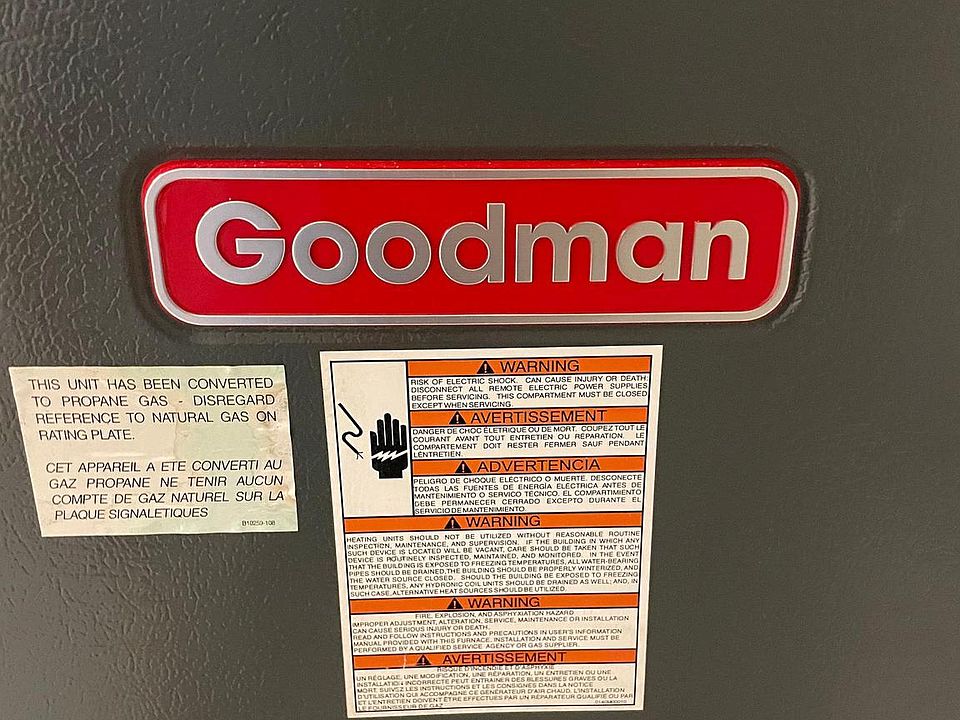 Goodman
THIS UNIT HAS BEEN CONVERTED
TO PROPANE GAS - DISREGARD
REFERENCE TO NATURAL GAS ON
RATING PLATE.
CET APPAREIL A ETE CONVERTI AU
GAZ PROPANE NE TENIR AUCUN
COMPTE DE GAZ NATUREL SUR LA
PLAQUE SIGNALETIQUES
B10259-108
WARNING
RISK OF ELECTRIC SHOCK. CAN CAUSE INJURY OR DEATH:
DISCONNECT ALL REMOTE ELECTRIC POWER SUPPLIES
BEFORE SERVICING. THIS COMPARTMENT MUST BE CLOSED
EXCEPT WHEN SERVICING.
AVERTISSEMENT
DANGER DE CHOC ÉLETRIQUE OU DE MORT. COUPEZ TOUT LE
COURANT AVANT TOUT ENTRETIEN OU RÉPARATION. LE
COMPARTIMENT DOIT RESTER FERMER SAUF PENDANT
LÉNTRETIEN.
ADVERTENCIA
PELIGRO DE CHOQUE ELÉCTRICO O MUERTE. DESCONECTE
TODAS LAS FUENTES DE ENERGÍA ELÉCTRICA ANTES DE
MANTENIMIENTO O SERVICO TÉCNICO. EL COMPARTIMIENTO
DEBE PERMANECER CERRADO EXCEPTO DURANTE EL
SERVICIO DE MANTENIMIENTO.
WARNING
HEATING UNITS SHOULD NOT BE UTILIZED WITHOUT REASONABLE ROUTINE
INSPECTION, MAINTENANCE, AND SUPERVISION. IF THE BUILDING IN WHICH ANY
SUCH DEVICE IS LOCATED WILL BE VACANT, CARE SHOULD BE TAKEN THAT SUCH
DEVICE IS ROUTINELY INSPECTED, MAINTAINED, AND MONITORED. IN THE EVENT
THAT THE BUILDING IS EXPOSED TO FREEZING TEMPERATURES, ALL WATER-BEARING
PIPES SHOULD BE DRAINED, THE BUILDING SHOULD BE PROPERLY WINTERIZED, AND
THE WATER SOURCE CLOSED. SHOULD THE BUILDING BE EXPOSED TO FREEZING
TEMPERATURES, ANY HYDRONIC COIL UNITS SHOULD BE DRAINED AS WELL; AND, IN
SUCH CASE, ALTERNATIVE HEAT SOURCES SHOULD BE UTILIZED.
WARNING
FIRE, EXPLOSION, AND ASPHYXIATION HAZARD
IMPROPER ADJUSTMENT, ALTERATION, SERVICE, MAINTENANCE OR INSTALLATION
CAN CAUSE SERIOUS INJURY OR DEATH.
READ AND FOLLOW INSTRUCTIONS AND PRECAUTIONS IN USER'S INFORMATION
MANUAL PROVIDED WITH THIS FURNACE. INSTALLATION AND SERVICE MUST BE
PERFORMED BY A QUALIFIED SERVICE AGENCY OR GAS SUPPLIER.
AVERTISSEMENT
RISQUE D'INCENDIE ET D'ASPHYXIE
UN RÉGLAGE, UNE MODIFICATION, UNE RÉPARATION, UN ENTRETIEN OU UNE
INSTALLATION INCORRECTE PEUT ENTRAÎNER DES BLESSURES GRAVES OU LA
MORT. SUIVEZ LES INSTRUCTIONS ET LES CONSIGNES DANS LA NOTICE
D'UTILISATION QUI ACCOMPAGNE CE GÉNÉRATEUR D'AIR CHAUD. L'INSTALLATION
ET L'ENTRETIEN DOIVENT ÊTRE EFFECTUÉS PAR UN RÉPARATEUR QUALIFIÉ OU PAR
LE FOURNISSEUR DE GAZ